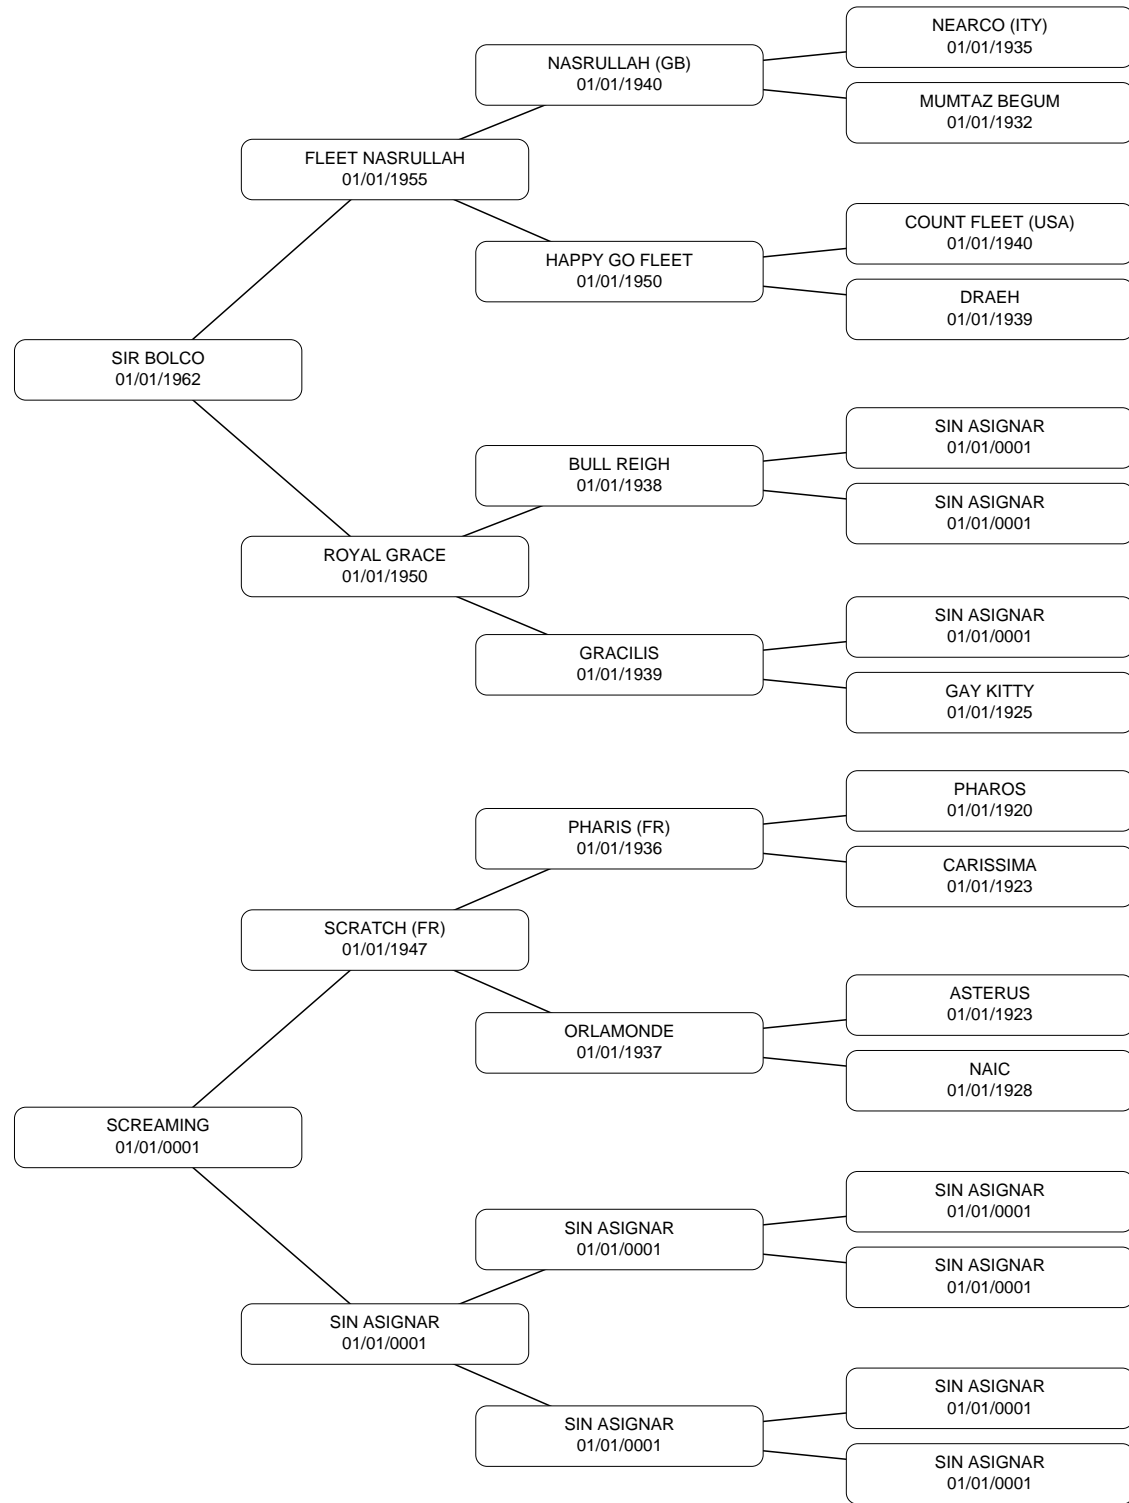 NEARCO (ITY)
01/01/1935
NASRULLAH (GB)
01/01/1940
MUMTAZ BEGUM
01/01/1932
FLEET NASRULLAH
01/01/1955
COUNT FLEET (USA)
01/01/1940
HAPPY GO FLEET
01/01/1950
DRAEH
01/01/1939
SIR BOLCO
01/01/1962
SIN ASIGNAR
01/01/0001
BULL REIGH
01/01/1938
SIN ASIGNAR
01/01/0001
ROYAL GRACE
01/01/1950
SIN ASIGNAR
01/01/0001
GRACILIS
01/01/1939
GAY KITTY
01/01/1925
PHAROS
01/01/1920
PHARIS (FR)
01/01/1936
CARISSIMA
01/01/1923
SCRATCH (FR)
01/01/1947
ASTERUS
01/01/1923
ORLAMONDE
01/01/1937
NAIC
01/01/1928
SCREAMING
01/01/0001
SIN ASIGNAR
01/01/0001
SIN ASIGNAR
01/01/0001
SIN ASIGNAR
01/01/0001
SIN ASIGNAR
01/01/0001
SIN ASIGNAR
01/01/0001
SIN ASIGNAR
01/01/0001
SIN ASIGNAR
01/01/0001